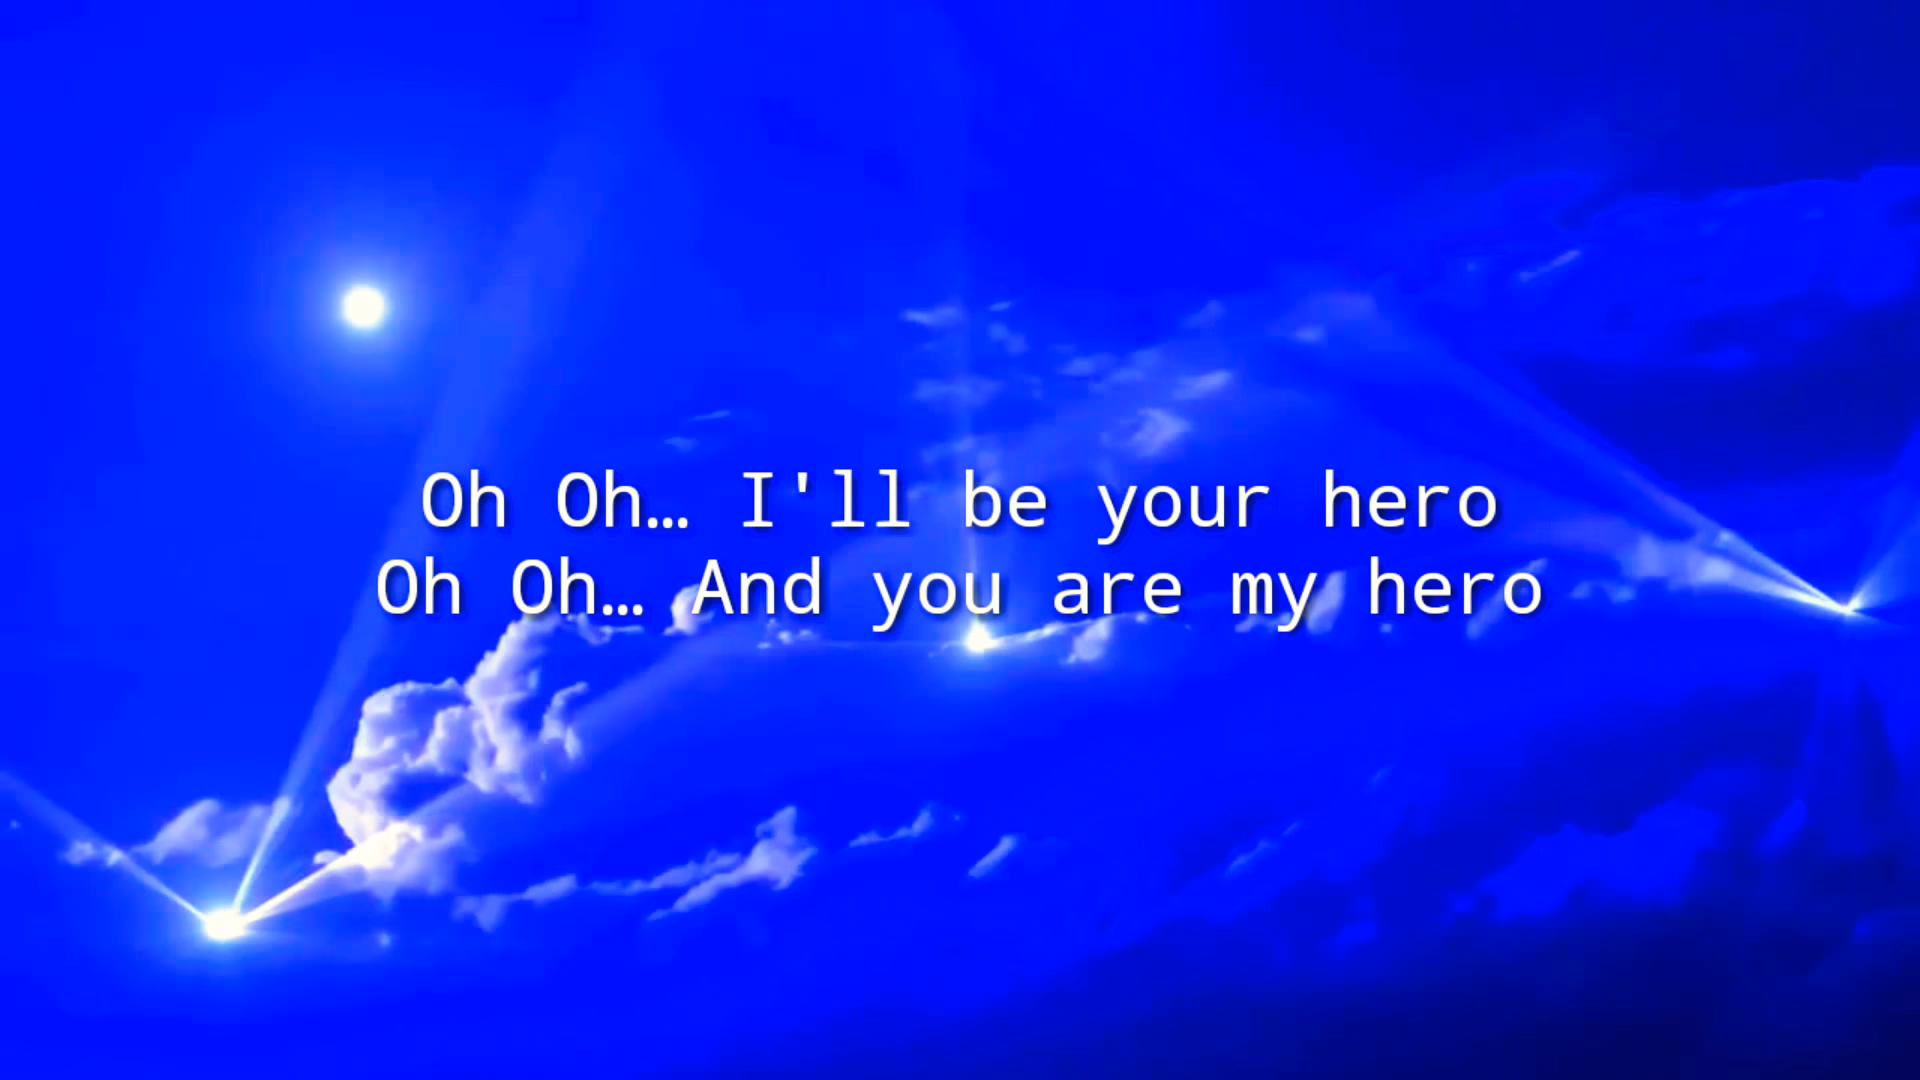 Oh Oh… I'll be your hero
Oh Oh… And you are my hero